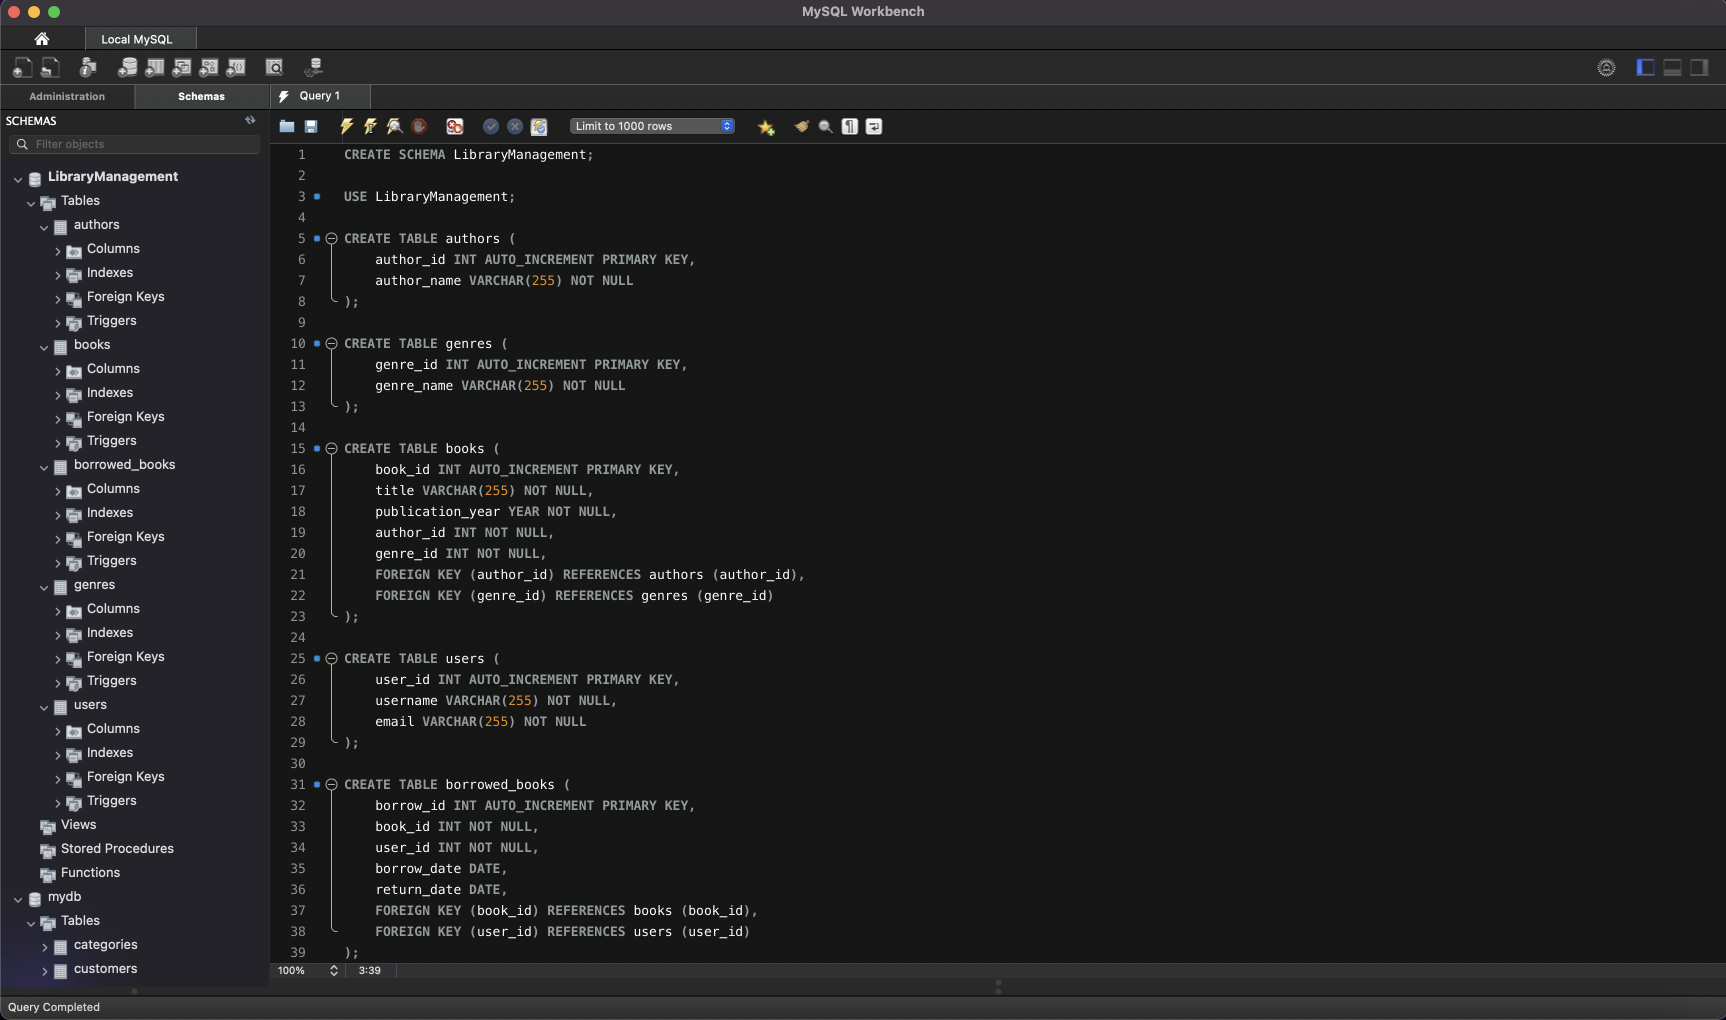 MySQL Workbench
Local MySQL
Administration
Schemas
Query 1
SCHEMAS
Filter objects
Limit to 1000 rows
LibraryManagement
Tables
authors
Columns
Indexes
Foreign Keys
Triggers
books
Columns
Indexes
Foreign Keys
Triggers
borrowed_books
Columns
Indexes
Foreign Keys
Triggers
genres
Columns
Indexes
Foreign Keys
Triggers
users
Columns
Indexes
Foreign Keys
Triggers
Views
Stored Procedures
Functions
mydb
Tables
categories
customers
1 CREATE SCHEMA LibraryManagement;
2
3 USE LibraryManagement;
4
5 CREATE TABLE authors (
6 author_id INT AUTO_INCREMENT PRIMARY KEY,
7 author_name VARCHAR(255) NOT NULL
8 );
9
10 CREATE TABLE genres (
11 genre_id INT AUTO_INCREMENT PRIMARY KEY,
12 genre_name VARCHAR(255) NOT NULL
13 );
14
15 CREATE TABLE books (
16 book_id INT AUTO_INCREMENT PRIMARY KEY,
17 title VARCHAR(255) NOT NULL,
18 publication_year YEAR NOT NULL,
19 author_id INT NOT NULL,
20 genre_id INT NOT NULL,
21 FOREIGN KEY (author_id) REFERENCES authors (author_id),
22 FOREIGN KEY (genre_id) REFERENCES genres (genre_id)
23 );
24
25 CREATE TABLE users (
26 user_id INT AUTO_INCREMENT PRIMARY KEY,
27 username VARCHAR(255) NOT NULL,
28 email VARCHAR(255) NOT NULL
29 );
30
31 CREATE TABLE borrowed_books (
32 borrow_id INT AUTO_INCREMENT PRIMARY KEY,
33 book_id INT NOT NULL,
34 user_id INT NOT NULL,
35 borrow_date DATE,
36 return_date DATE,
37 FOREIGN KEY (book_id) REFERENCES books (book_id),
38 FOREIGN KEY (user_id) REFERENCES users (user_id)
39 );
100% 3:39
Query Completed